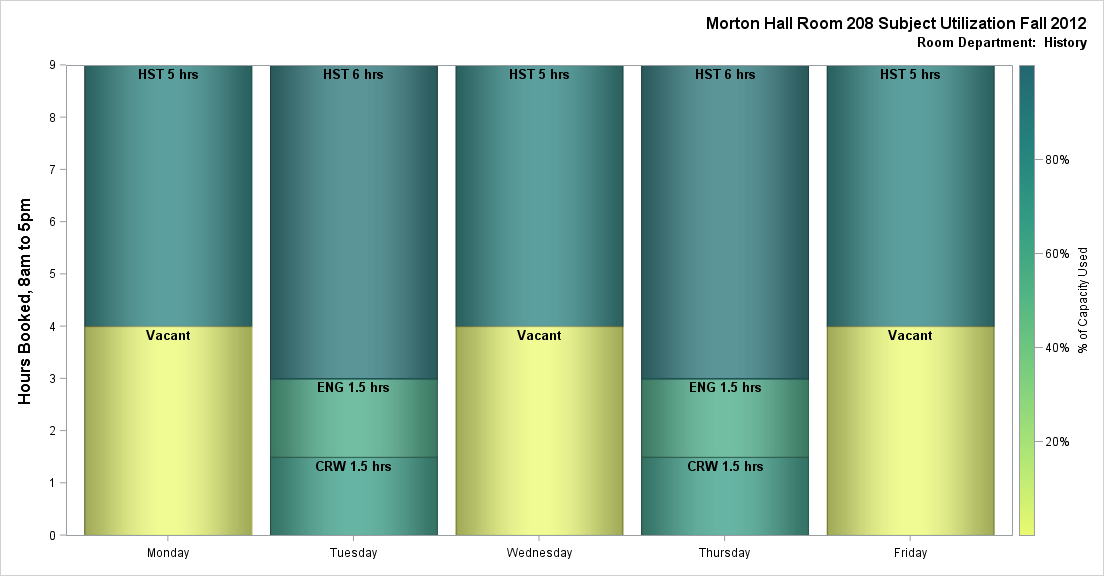 Morton Hall Room 208 Subject Utilization Fall 2012
Room Department:  History
Hours Booked, 8am to 5pm
9
8
7
6
5
4
3
2
1
0
HST 5 hrs
Vacant
HST 6 hrs
ENG 1.5 hrs
CRW 1.5 hrs
HST 5 hrs
Vacant
HST 6 hrs
ENG 1.5 hrs
CRW 1.5 hrs
HST 5 hrs
Vacant
Monday
Tuesday
Wednesday
Thursday
Friday
80%
60%
40%
20%
% of Capacity Used